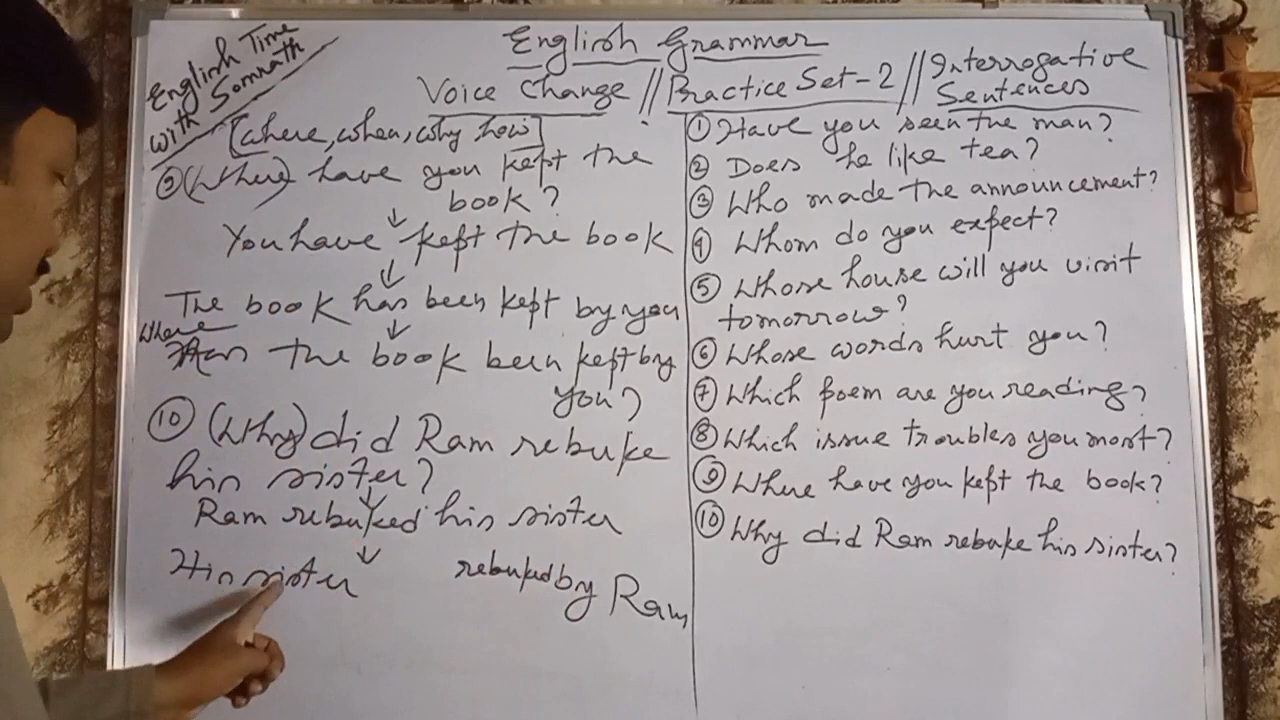 English Time
with Somnath
English Grammar
Voice Change // Practice Set-2 // Interrogative
Sentences
[where, when, why how]
⑨ (Where) have you kept the
book?
You have kept the book
The book has been kept by you
Where
has the book been kept by
you?
⑩ (Why) did Ram rebuke
his sister?
Ram rebuked his sister
His sister rebuked by Ram
① Have you seen the man?
② Does he like tea?
③ Who made the announcement?
④ Whom do you expect?
⑤ Whose house will you visit
tomorrow?
⑥ Whose words hurt you?
⑦ Which poem are you reading?
⑧ Which issue troubles you most?
⑨ Where have you kept the book?
⑩ Why did Ram rebuke his sister?